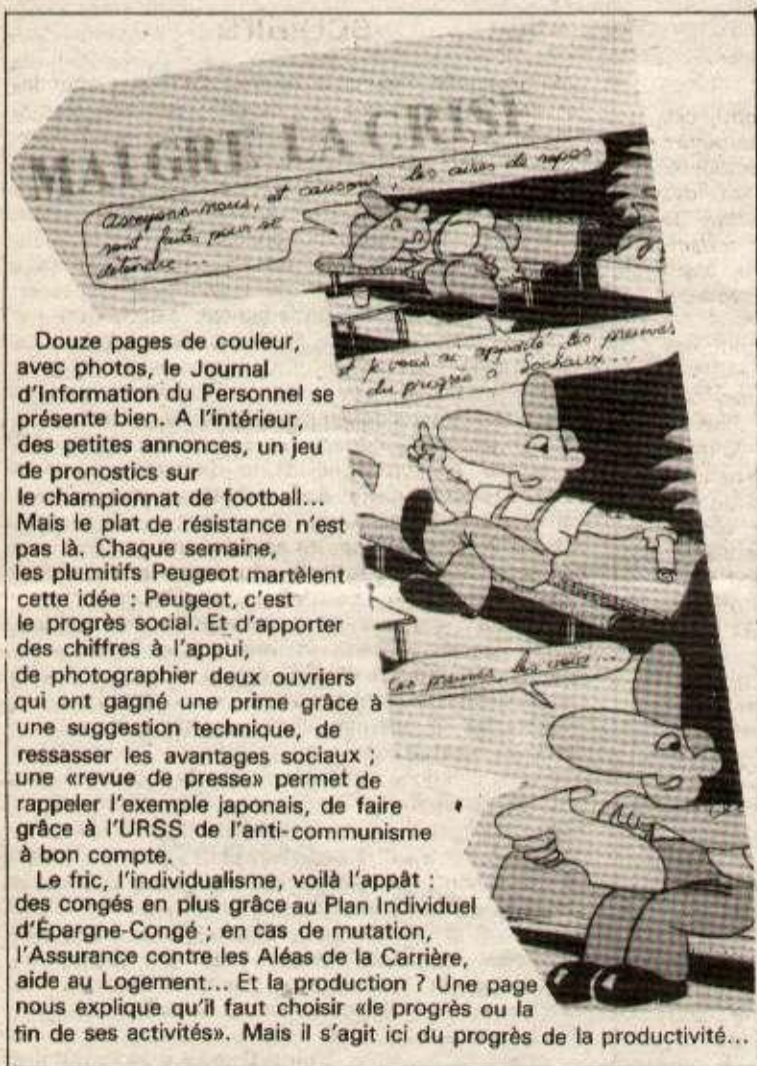 MALGRE LA CRISE
Asseyons-nous, et causons, les aires de repos
sont faites pour se
détendre...
et je vous ai apporté les preuves
du progrès à Sochaux...
Ces preuves, les voici...
Douze pages de couleur,
avec photos, le Journal
d'Information du Personnel se
présente bien. A l'intérieur,
des petites annonces, un jeu
de pronostics sur
le championnat de football...
Mais le plat de résistance n'est
pas là. Chaque semaine,
les plumitifs Peugeot martèlent
cette idée : Peugeot, c'est
le progrès social. Et d'apporter
des chiffres à l'appui,
de photographier deux ouvriers
qui ont gagné une prime grâce à
une suggestion technique, de
ressasser les avantages sociaux ;
une «revue de presse» permet de
rappeler l'exemple japonais, de faire
grâce à l'URSS de l'anti-communisme
à bon compte.
Le fric, l'individualisme, voilà l'appât :
des congés en plus grâce au Plan Individuel
d'Épargne-Congé ; en cas de mutation,
l'Assurance contre les Aléas de la Carrière,
aide au Logement... Et la production ? Une page
nous explique qu'il faut choisir «le progrès ou la
fin de ses activités». Mais il s'agit ici du progrès de la productivité...